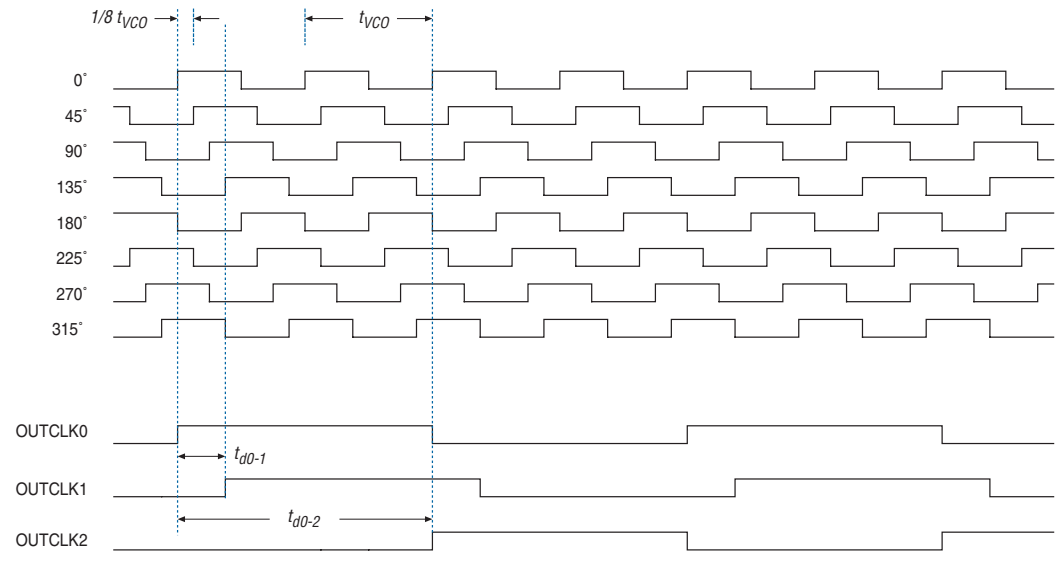 1/8 tVCO
tVCO
0°
45°
90°
135°
180°
225°
270°
315°
OUTCLK0
td0-1
OUTCLK1
td0-2
OUTCLK2